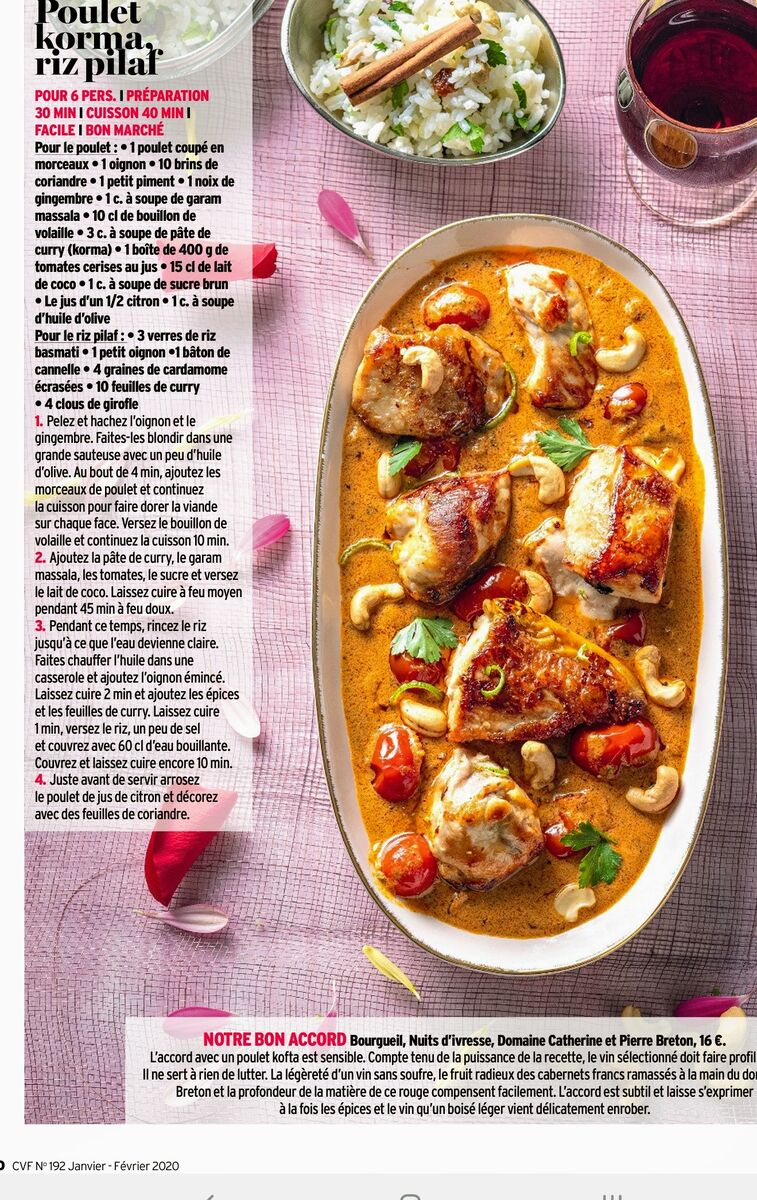 Poulet
korma,
riz pilaf
POUR 6 PERS. I PRÉPARATION
30 MIN I CUISSON 40 MIN I
FACILE I BON MARCHÉ
Pour le poulet : • 1 poulet coupé en
morceaux • 1 oignon • 10 brins de
coriandre • 1 petit piment • 1 noix de
gingembre • 1 c. à soupe de garam
massala • 10 cl de bouillon de
volaille • 3 c. à soupe de pâte de
curry (korma) • 1 boîte de 400 g de
tomates cerises au jus • 15 cl de lait
de coco • 1 c. à soupe de sucre brun
• Le jus d'un 1/2 citron • 1 c. à soupe
d'huile d'olive
Pour le riz pilaf : • 3 verres de riz
basmati • 1 petit oignon •1 bâton de
cannelle • 4 graines de cardamome
écrasées • 10 feuilles de curry
• 4 clous de girofle
1. Pelez et hachez l'oignon et le
gingembre. Faites-les blondir dans une
grande sauteuse avec un peu d'huile
d'olive. Au bout de 4 min, ajoutez les
morceaux de poulet et continuez
la cuisson pour faire dorer la viande
sur chaque face. Versez le bouillon de
volaille et continuez la cuisson 10 min.
2. Ajoutez la pâte de curry, le garam
massala, les tomates, le sucre et versez
le lait de coco. Laissez cuire à feu moyen
pendant 45 min à feu doux.
3. Pendant ce temps, rincez le riz
jusqu'à ce que l'eau devienne claire.
Faites chauffer l'huile dans une
casserole et ajoutez l'oignon émincé.
Laissez cuire 2 min et ajoutez les épices
et les feuilles de curry. Laissez cuire
1 min, versez le riz, un peu de sel
et couvrez avec 60 cl d'eau bouillante.
Couvrez et laissez cuire encore 10 min.
4. Juste avant de servir arrosez
le poulet de jus de citron et décorez
avec des feuilles de coriandre.
NOTRE BON ACCORD Bourgueil, Nuits d'ivresse, Domaine Catherine et Pierre Breton, 16 €.
L'accord avec un poulet kofta est sensible. Compte tenu de la puissance de la recette, le vin sélectionné doit faire profil
Il ne sert à rien de lutter. La légèreté d'un vin sans soufre, le fruit radieux des cabernets francs ramassés à la main du do
Breton et la profondeur de la matière de ce rouge compensent facilement. L'accord est subtil et laisse s'exprimer
à la fois les épices et le vin qu'un boisé léger vient délicatement enrober.
CVF N° 192 Janvier - Février 2020